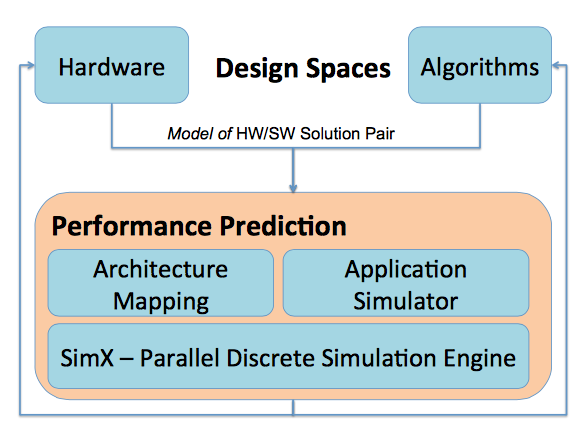 Hardware
Design Spaces
Algorithms
Model of HW/SW Solution Pair
Performance Prediction
Architecture
Mapping
Application
Simulator
SimX – Parallel Discrete Simulation Engine